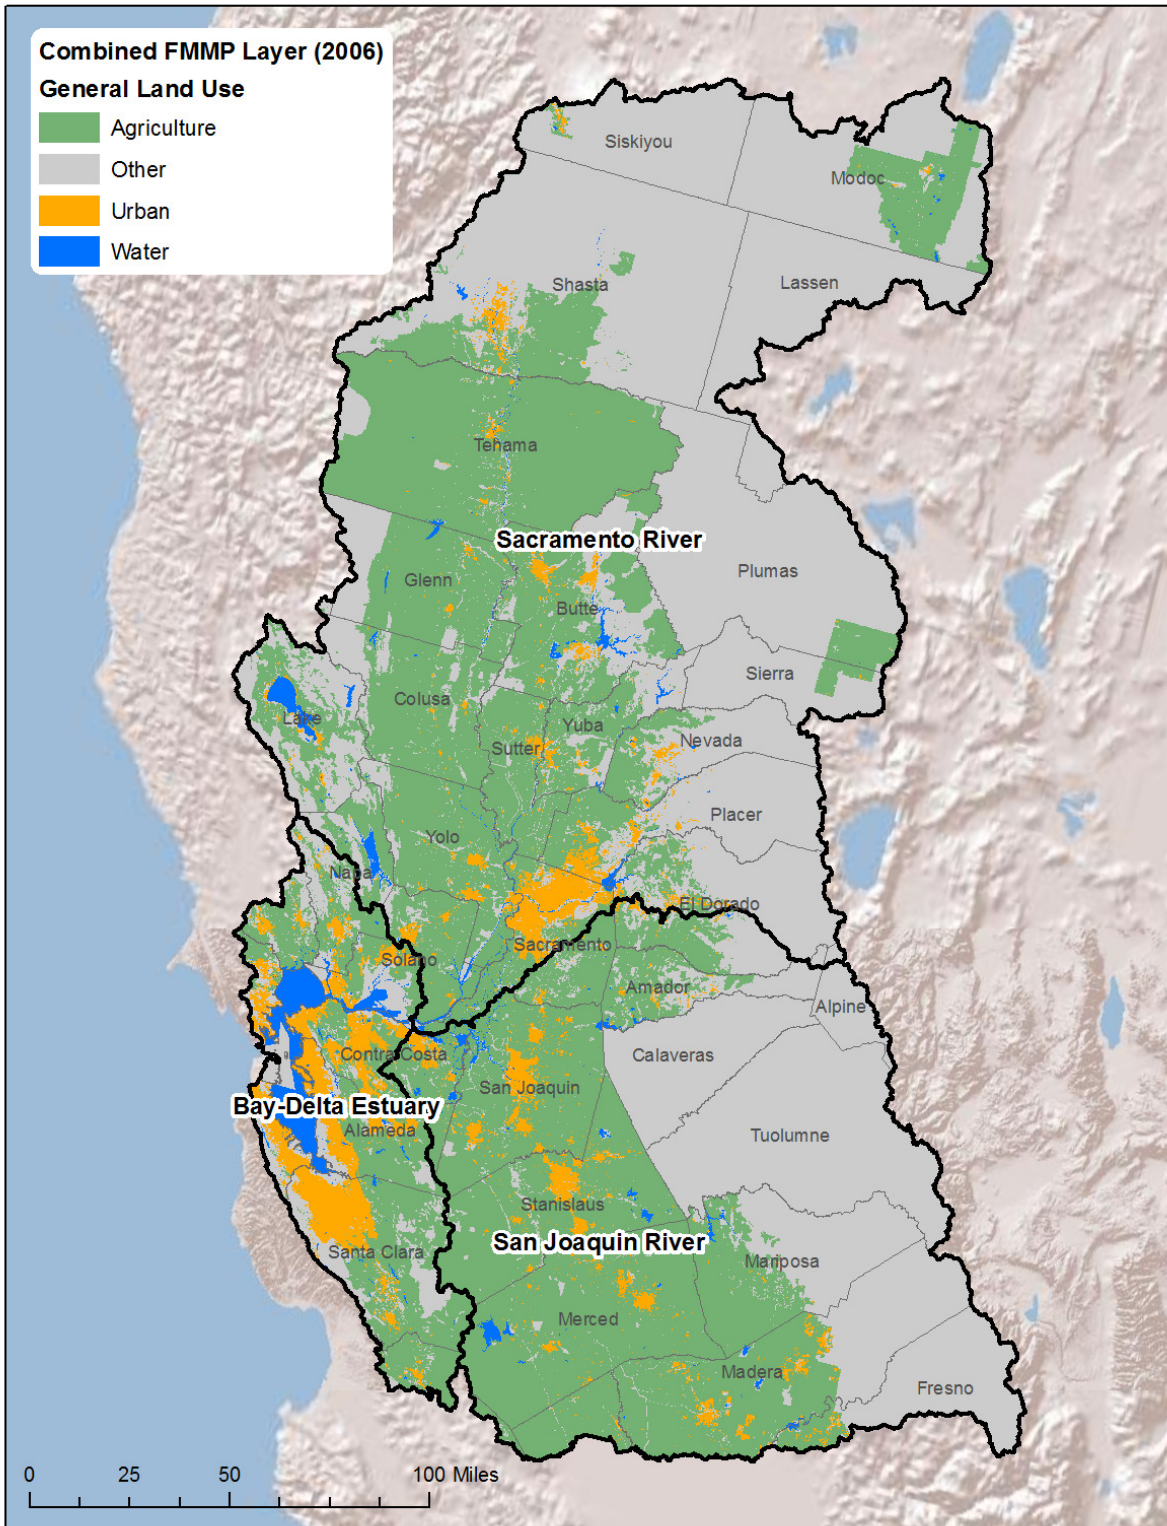 Combined FMMP Layer (2006)
General Land Use
Agriculture
Other
Urban
Water
Siskiyou
Modoc
Shasta
Lassen
Tehama
Sacramento River
Plumas
Glenn
Butte
Sierra
Colusa
Lake
Yuba
Nevada
Sutter
Placer
Yolo
Napa
El Dorado
Sacramento
Solano
Amador
Alpine
Contra Costa
Calaveras
San Joaquin
Bay-Delta Estuary
Alameda
Tuolumne
Stanislaus
San Joaquin River
Santa Clara
Mariposa
Merced
Madera
Fresno
0 25 50 100 Miles